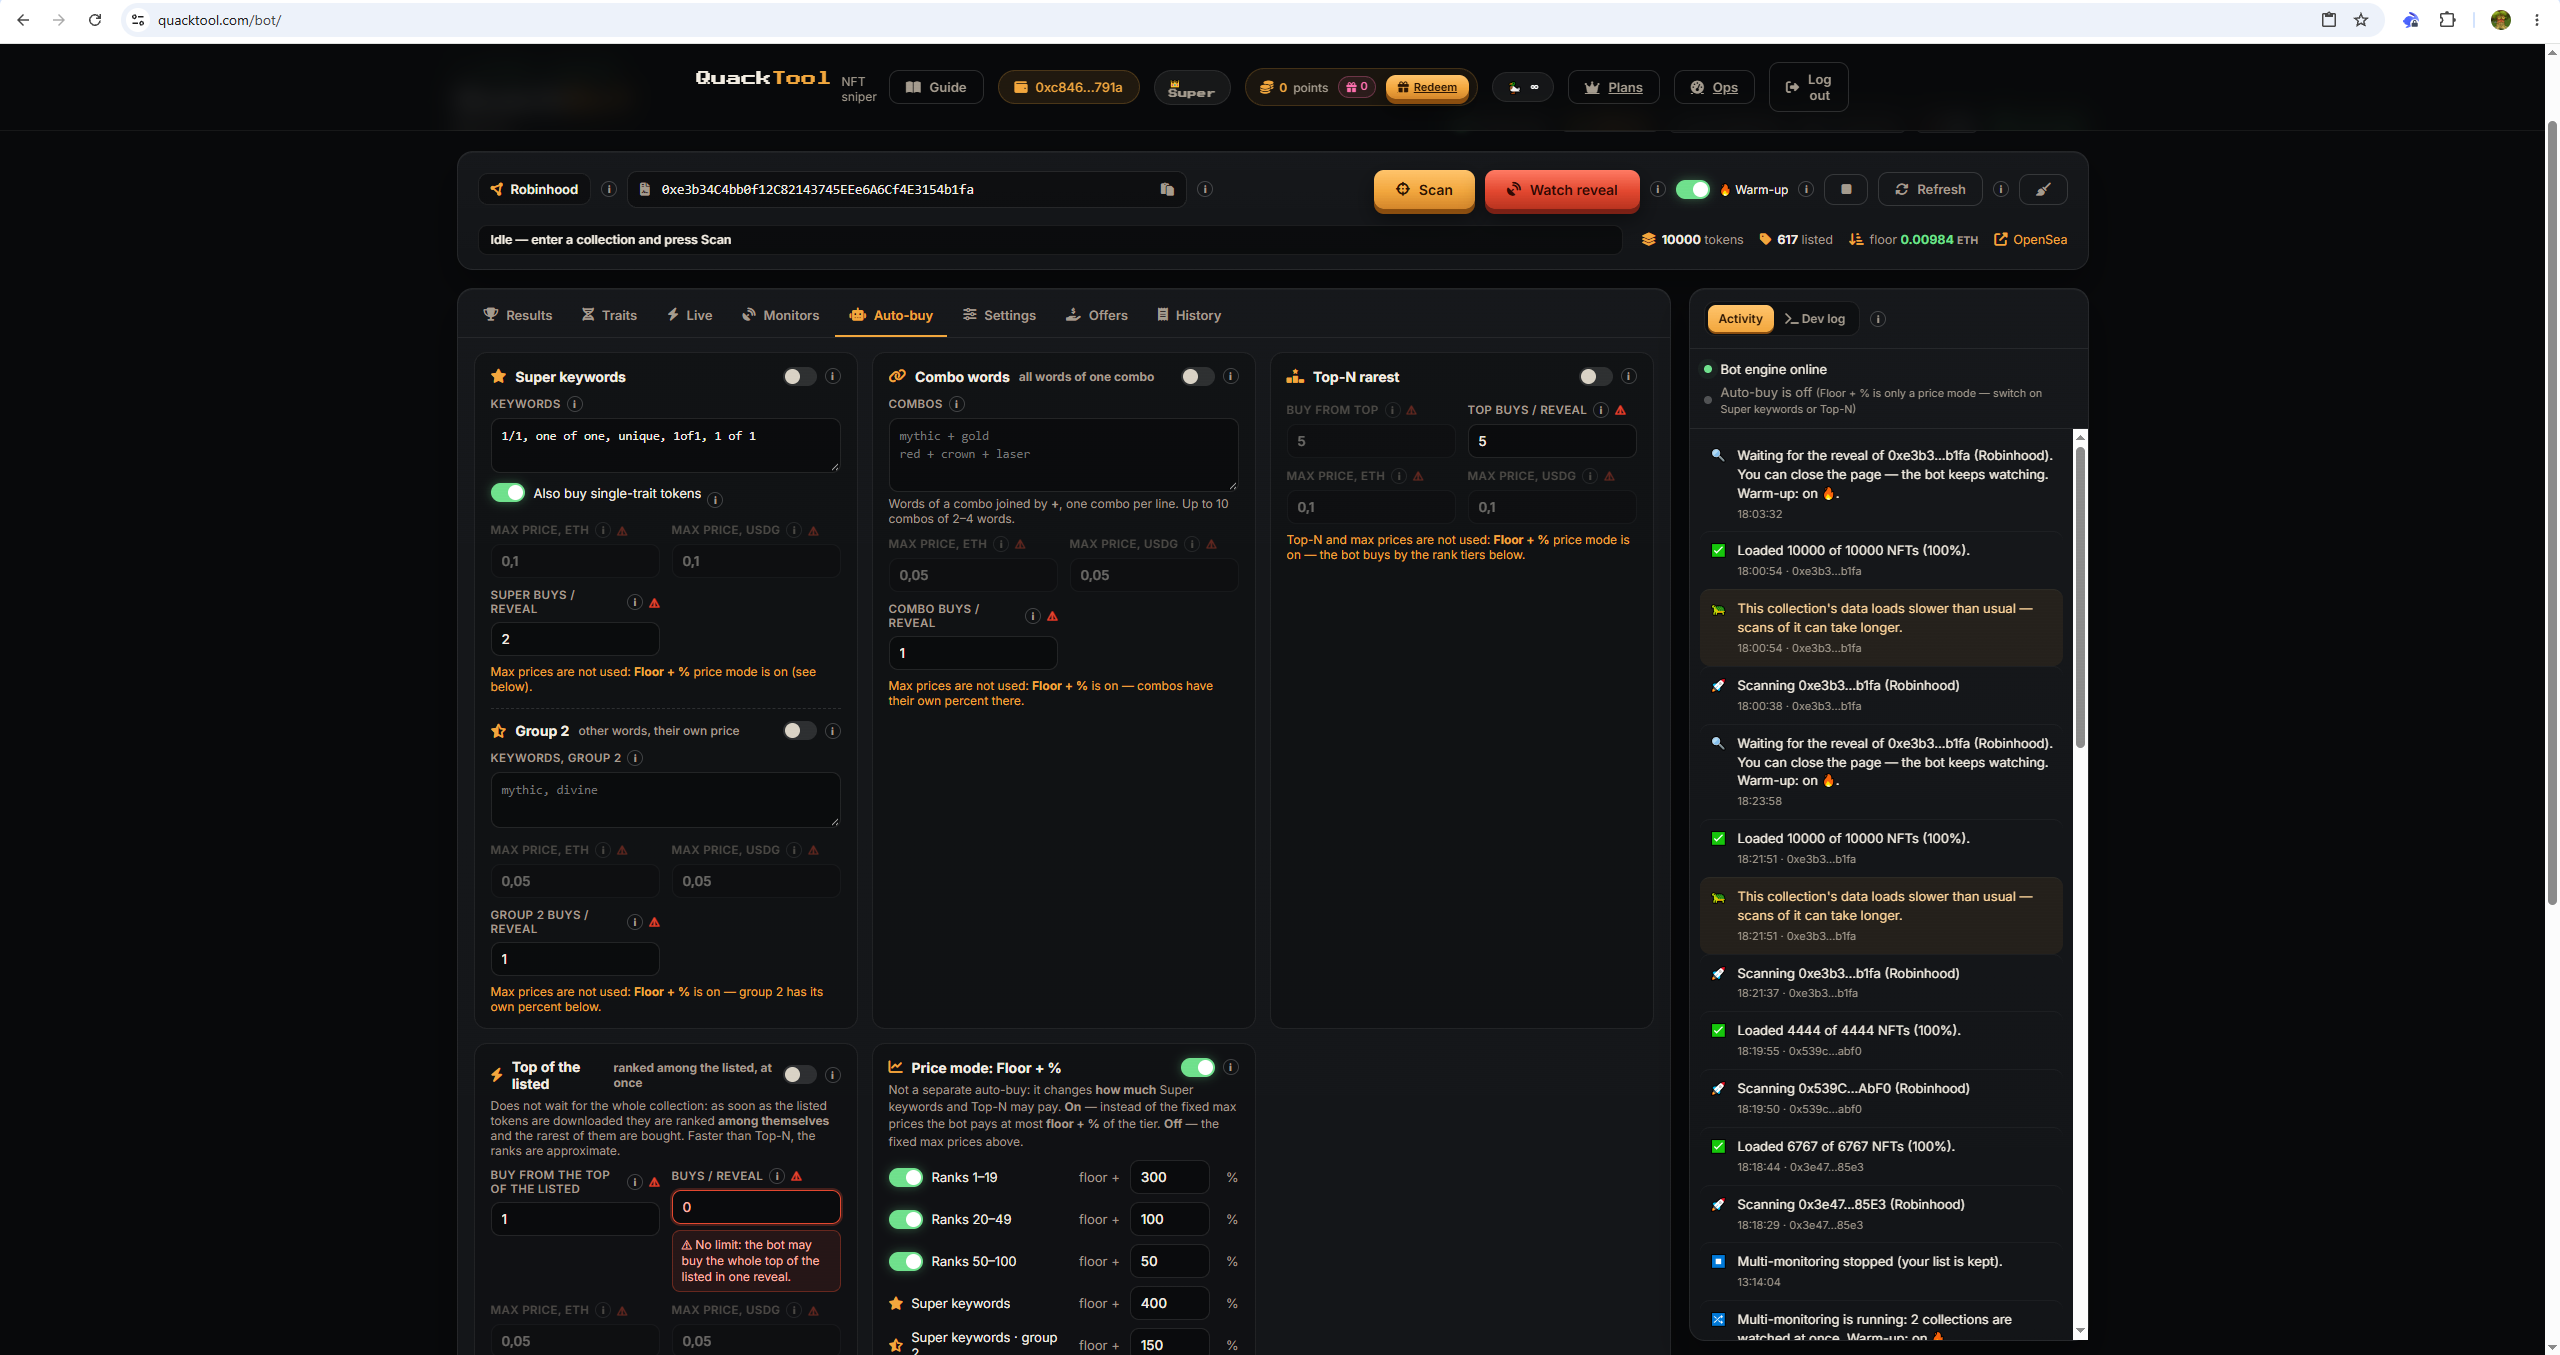 quacktool.com/bot/
QuackTool
NFT sniper
Guide
0xc846...791a
Super
0 points
0
Redeem
∞
Plans
Ops
Log out
Robinhood
0xe3b34C4bb0f12C82143745EEe6A6Cf4E3154b1fa
Scan
Watch reveal
Warm-up
Refresh
Idle — enter a collection and press Scan
10000 tokens
617 listed
floor 0.00984 ETH
OpenSea
Results
Traits
Live
Monitors
Auto-buy
Settings
Offers
History
Super keywords
KEYWORDS
1/1, one of one, unique, 1of1, 1 of 1
Also buy single-trait tokens
MAX PRICE, ETH
MAX PRICE, USDG
0,1
0,1
SUPER BUYS /
REVEAL
2
Max prices are not used: Floor + % price mode is on (see
below).
Group 2 other words, their own price
KEYWORDS, GROUP 2
mythic, divine
MAX PRICE, ETH
MAX PRICE, USDG
0,05
0,05
GROUP 2 BUYS /
REVEAL
1
Max prices are not used: Floor + % is on — group 2 has its
own percent below.
Combo words all words of one combo
COMBOS
mythic + gold
red + crown + laser
Words of a combo joined by +, one combo per line. Up to 10
combos of 2–4 words.
MAX PRICE, ETH
MAX PRICE, USDG
0,05
0,05
COMBO BUYS /
REVEAL
1
Max prices are not used: Floor + % is on — combos have
their own percent there.
Top-N rarest
BUY FROM TOP
TOP BUYS / REVEAL
5
5
MAX PRICE, ETH
MAX PRICE, USDG
0,1
0,1
Top-N and max prices are not used: Floor + % price mode is
on — the bot buys by the rank tiers below.
Top of the
listed
ranked among the listed, at
once
Does not wait for the whole collection: as soon as the listed
tokens are downloaded they are ranked among themselves
and the rarest of them are bought. Faster than Top-N, the
ranks are approximate.
BUY FROM THE TOP
OF THE LISTED
BUYS / REVEAL
1
0
No limit: the bot may
buy the whole top of the
listed in one reveal.
MAX PRICE, ETH
MAX PRICE, USDG
0,05
0,05
Price mode: Floor + %
Not a separate auto-buy: it changes how much Super
keywords and Top-N may pay. On — instead of the fixed max
prices the bot pays at most floor + % of the tier. Off — the
fixed max prices above.
Ranks 1–19 floor + 300 %
Ranks 20–49 floor + 100 %
Ranks 50–100 floor + 50 %
Super keywords floor + 400 %
Super keywords · group
2 floor + 150 %
Activity
Dev log
Bot engine online
Auto-buy is off (Floor + % is only a price mode — switch on
Super keywords or Top-N)
Waiting for the reveal of 0xe3b3...b1fa (Robinhood).
You can close the page — the bot keeps watching.
Warm-up: on 🔥.
18:03:32
Loaded 10000 of 10000 NFTs (100%).
18:00:54 · 0xe3b3...b1fa
This collection's data loads slower than usual —
scans of it can take longer.
18:00:54 · 0xe3b3...b1fa
Scanning 0xe3b3...b1fa (Robinhood)
18:00:38 · 0xe3b3...b1fa
Waiting for the reveal of 0xe3b3...b1fa (Robinhood).
You can close the page — the bot keeps watching.
Warm-up: on 🔥.
18:23:58
Loaded 10000 of 10000 NFTs (100%).
18:21:51 · 0xe3b3...b1fa
This collection's data loads slower than usual —
scans of it can take longer.
18:21:51 · 0xe3b3...b1fa
Scanning 0xe3b3...b1fa (Robinhood)
18:21:37 · 0xe3b3...b1fa
Loaded 4444 of 4444 NFTs (100%).
18:19:55 · 0x539c...abf0
Scanning 0x539C...AbF0 (Robinhood)
18:19:50 · 0x539c...abf0
Loaded 6767 of 6767 NFTs (100%).
18:18:44 · 0x3e47...85e3
Scanning 0x3e47...85E3 (Robinhood)
18:18:29 · 0x3e47...85e3
Multi-monitoring stopped (your list is kept).
13:14:04
Multi-monitoring is running: 2 collections are
watched at once. Warm-up: on 🔥